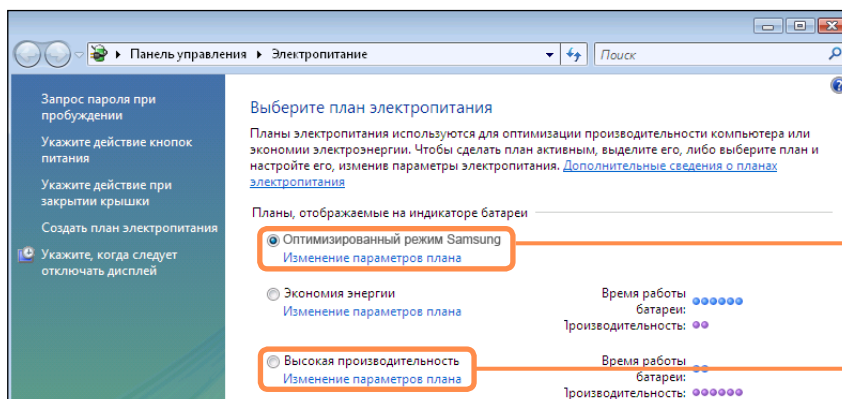 Панель управления
Электропитание
Поиск
Запрос пароля при
пробуждении
Укажите действие кнопок
питания
Укажите действие при
закрытии крышки
Создать план электропитания
Укажите, когда следует
отключать дисплей
Выберите план электропитания
Планы электропитания используются для оптимизации производительности компьютера или
экономии электроэнергии. Чтобы сделать план активным, выделите его, либо выберите план и
настройте его, изменив параметры электропитания. Дополнительные сведения о планах
электропитания
Планы, отображаемые на индикаторе батареи
Оптимизированный режим Samsung
Изменение параметров плана
Экономия энергии
Изменение параметров плана
Время работы
батареи:
Производительность:
Высокая производительность
Изменение параметров плана
Время работы
батареи:
Производительность: